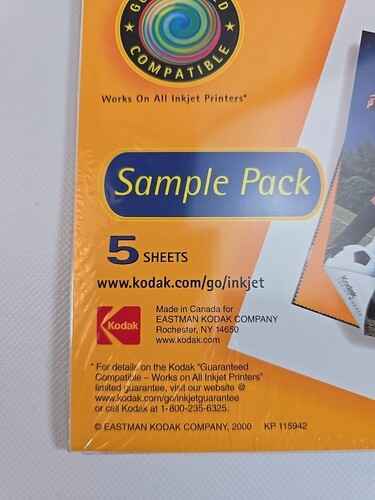 COMPATIBLE
Works On All Inkjet Printers*
Sample Pack
5 SHEETS
www.kodak.com/go/inkjet
Kodak
Made in Canada for
EASTMAN KODAK COMPANY
Rochester, NY 14650
www.kodak.com
* For details on the Kodak "Guaranteed
Compatible – Works on All Inkjet Printers"
limited guarantee, visit our website @
www.kodak.com/go/inkjetguarantee
or call Kodak at 1-800-235-6325.
© EASTMAN KODAK COMPANY, 2000 KP 115942
Kodak